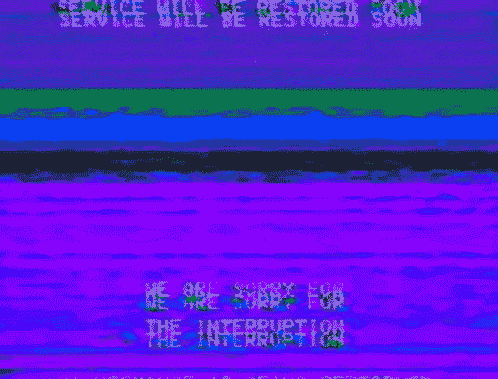 SERVICE WILL BE RESTORED SOON
WE ARE SORRY FOR
THE INTERRUPTION